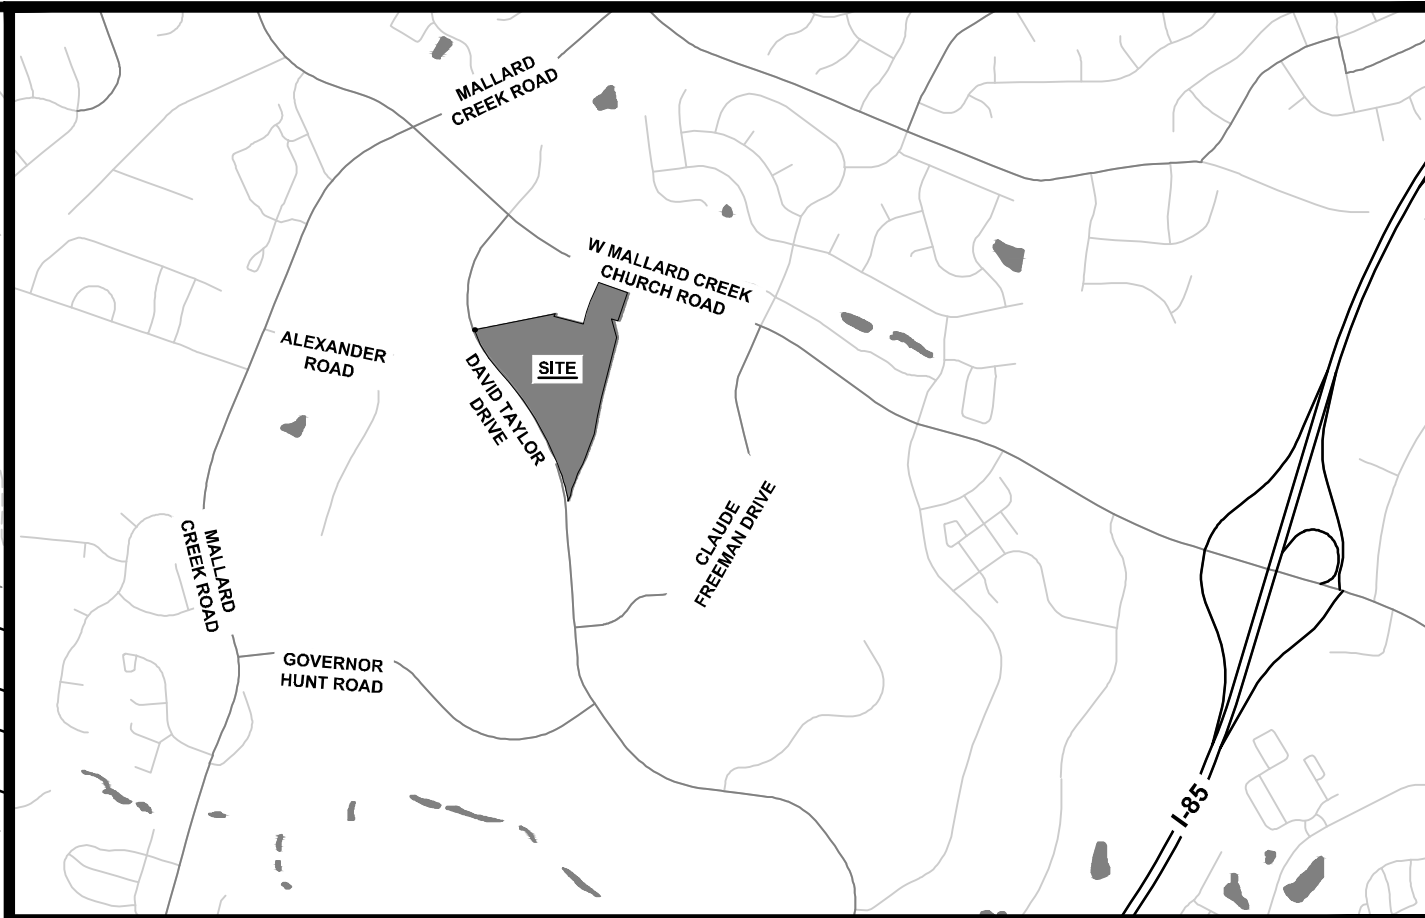 MALLARD
CREEK ROAD
W MALLARD CREEK
CHURCH ROAD
ALEXANDER
ROAD
SITE
DAVID TAYLOR
DRIVE
CLAUDE
FREEMAN DRIVE
MALLARD
CREEK ROAD
GOVERNOR
HUNT ROAD
I-85